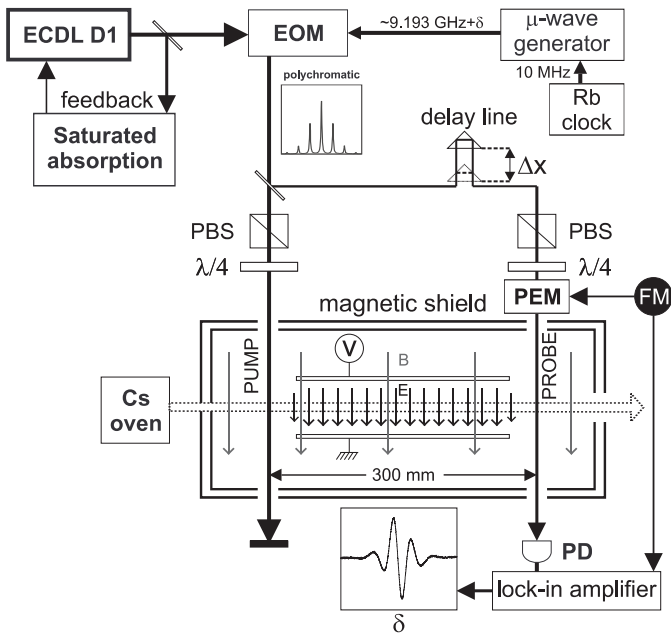 ECDL D1
EOM
~9.193 GHz+δ
μ-wave
generator
10 MHz
Rb
clock
feedback
Saturated
absorption
polychromatic
delay line
Δx
PBS
λ/4
PBS
λ/4
PEM
FM
magnetic shield
PUMP
V
B
E
PROBE
Cs
oven
300 mm
PD
lock-in amplifier
δ